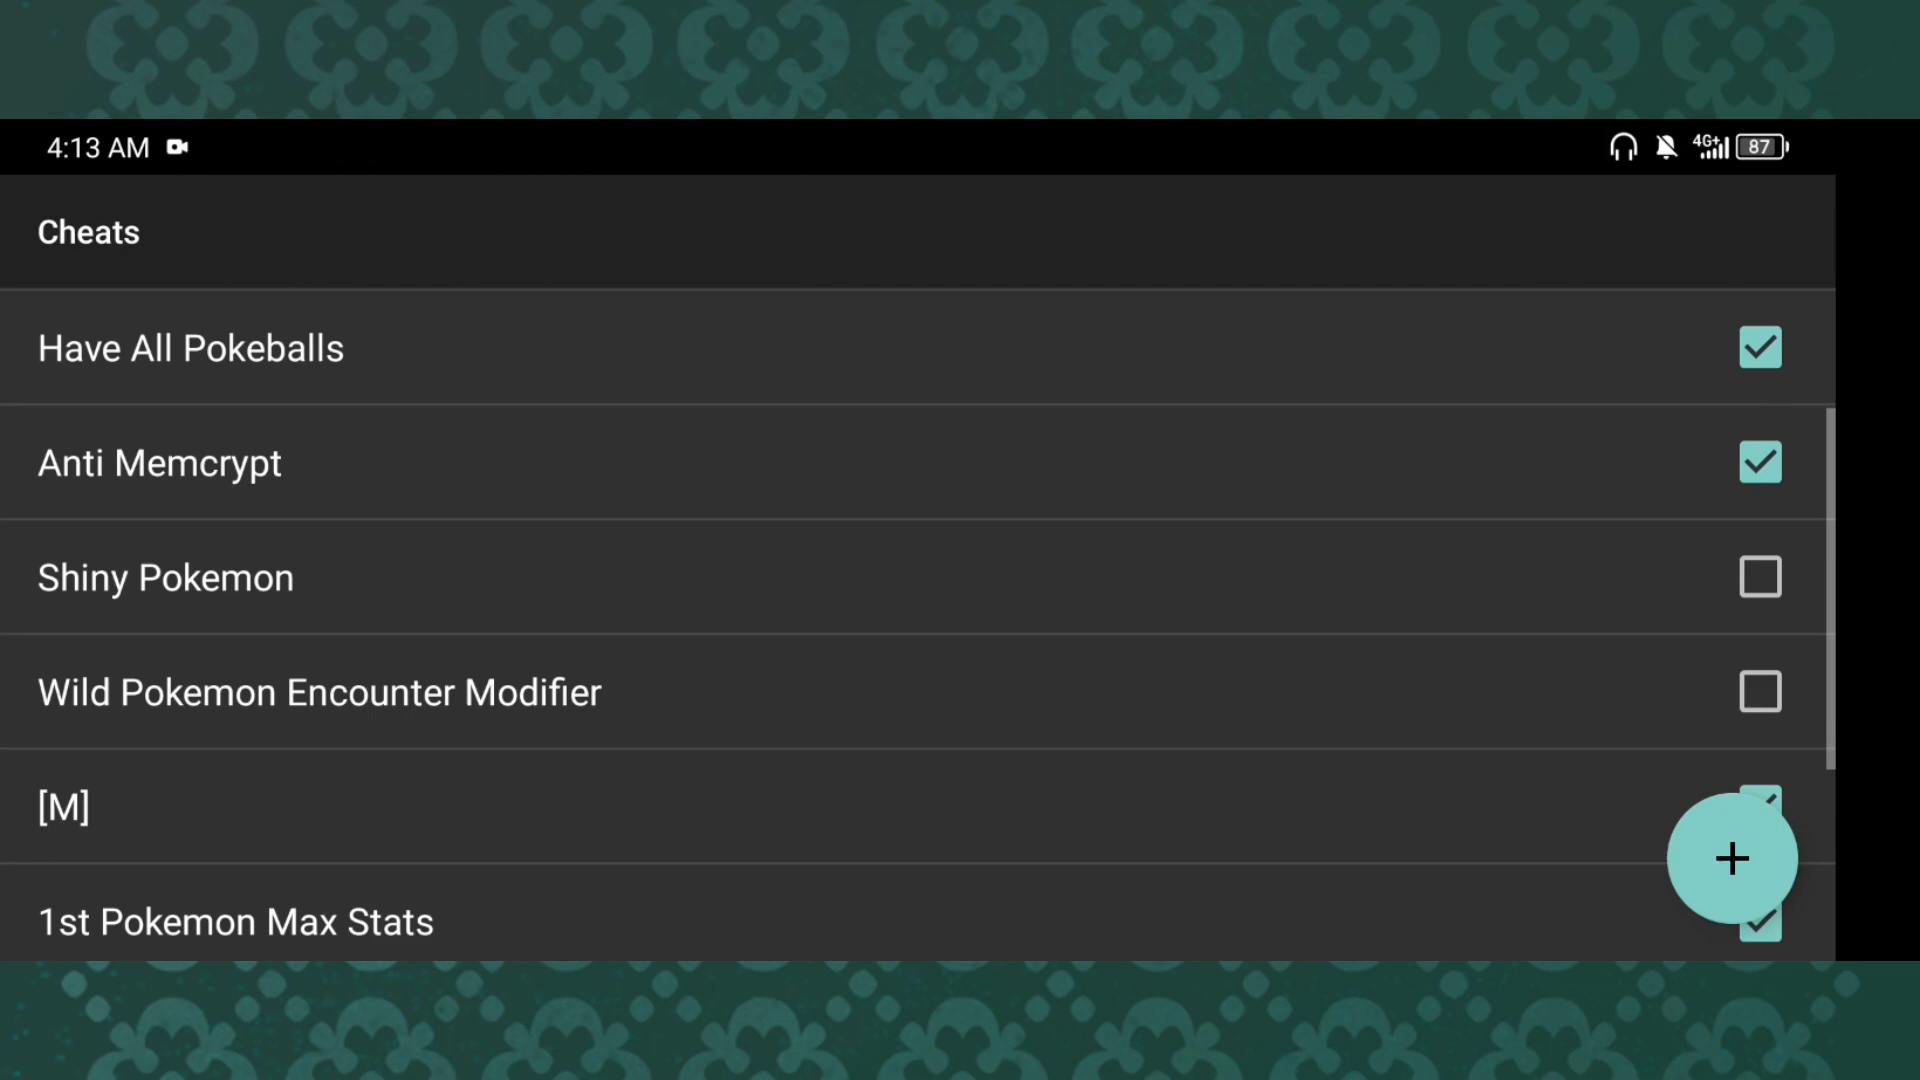 4:13 AM
4G+ 87
Cheats
Have All Pokeballs
Anti Memcrypt
Shiny Pokemon
Wild Pokemon Encounter Modifier
[M]
1st Pokemon Max Stats